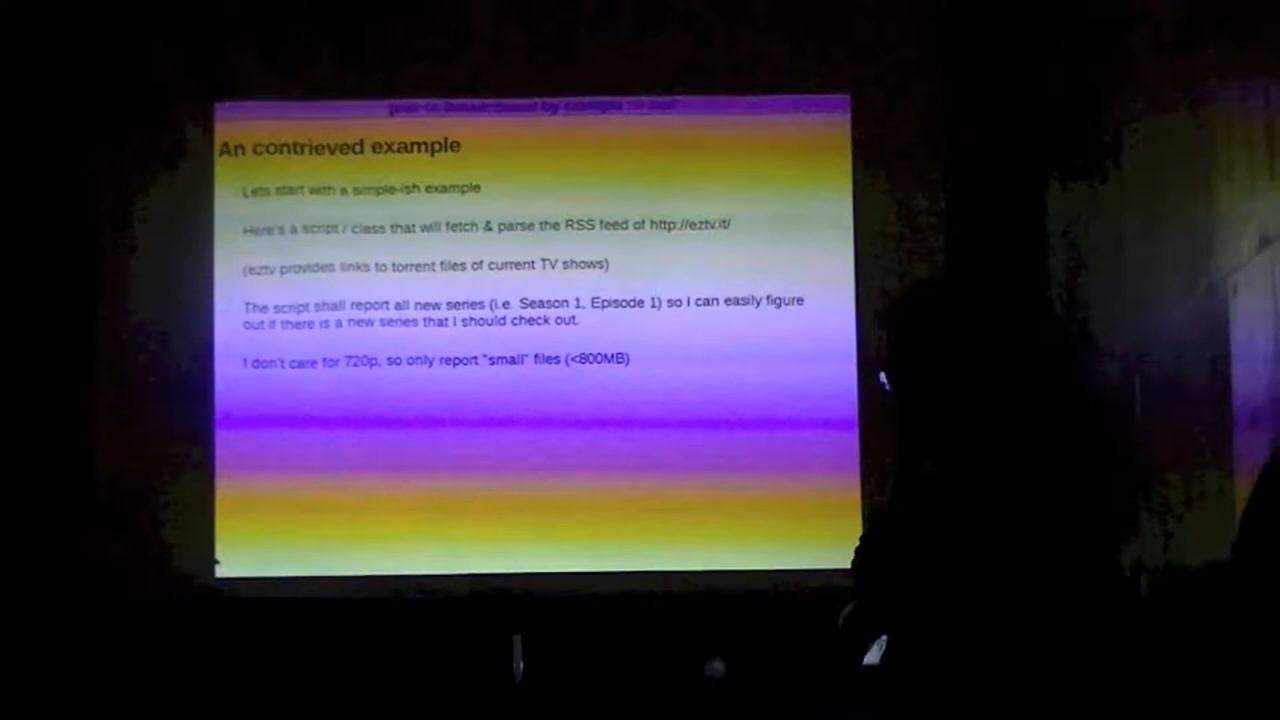 An contrieved example
Lets start with a simple-ish example
Here's a script / class that will fetch & parse the RSS feed of http://eztv.it/
(eztv provides links to torrent files of current TV shows)
The script shall report all new series (i.e. Season 1, Episode 1) so I can easily figure
out if there is a new series that I should check out.
I don't care for 720p, so only report "small" files (<800MB)